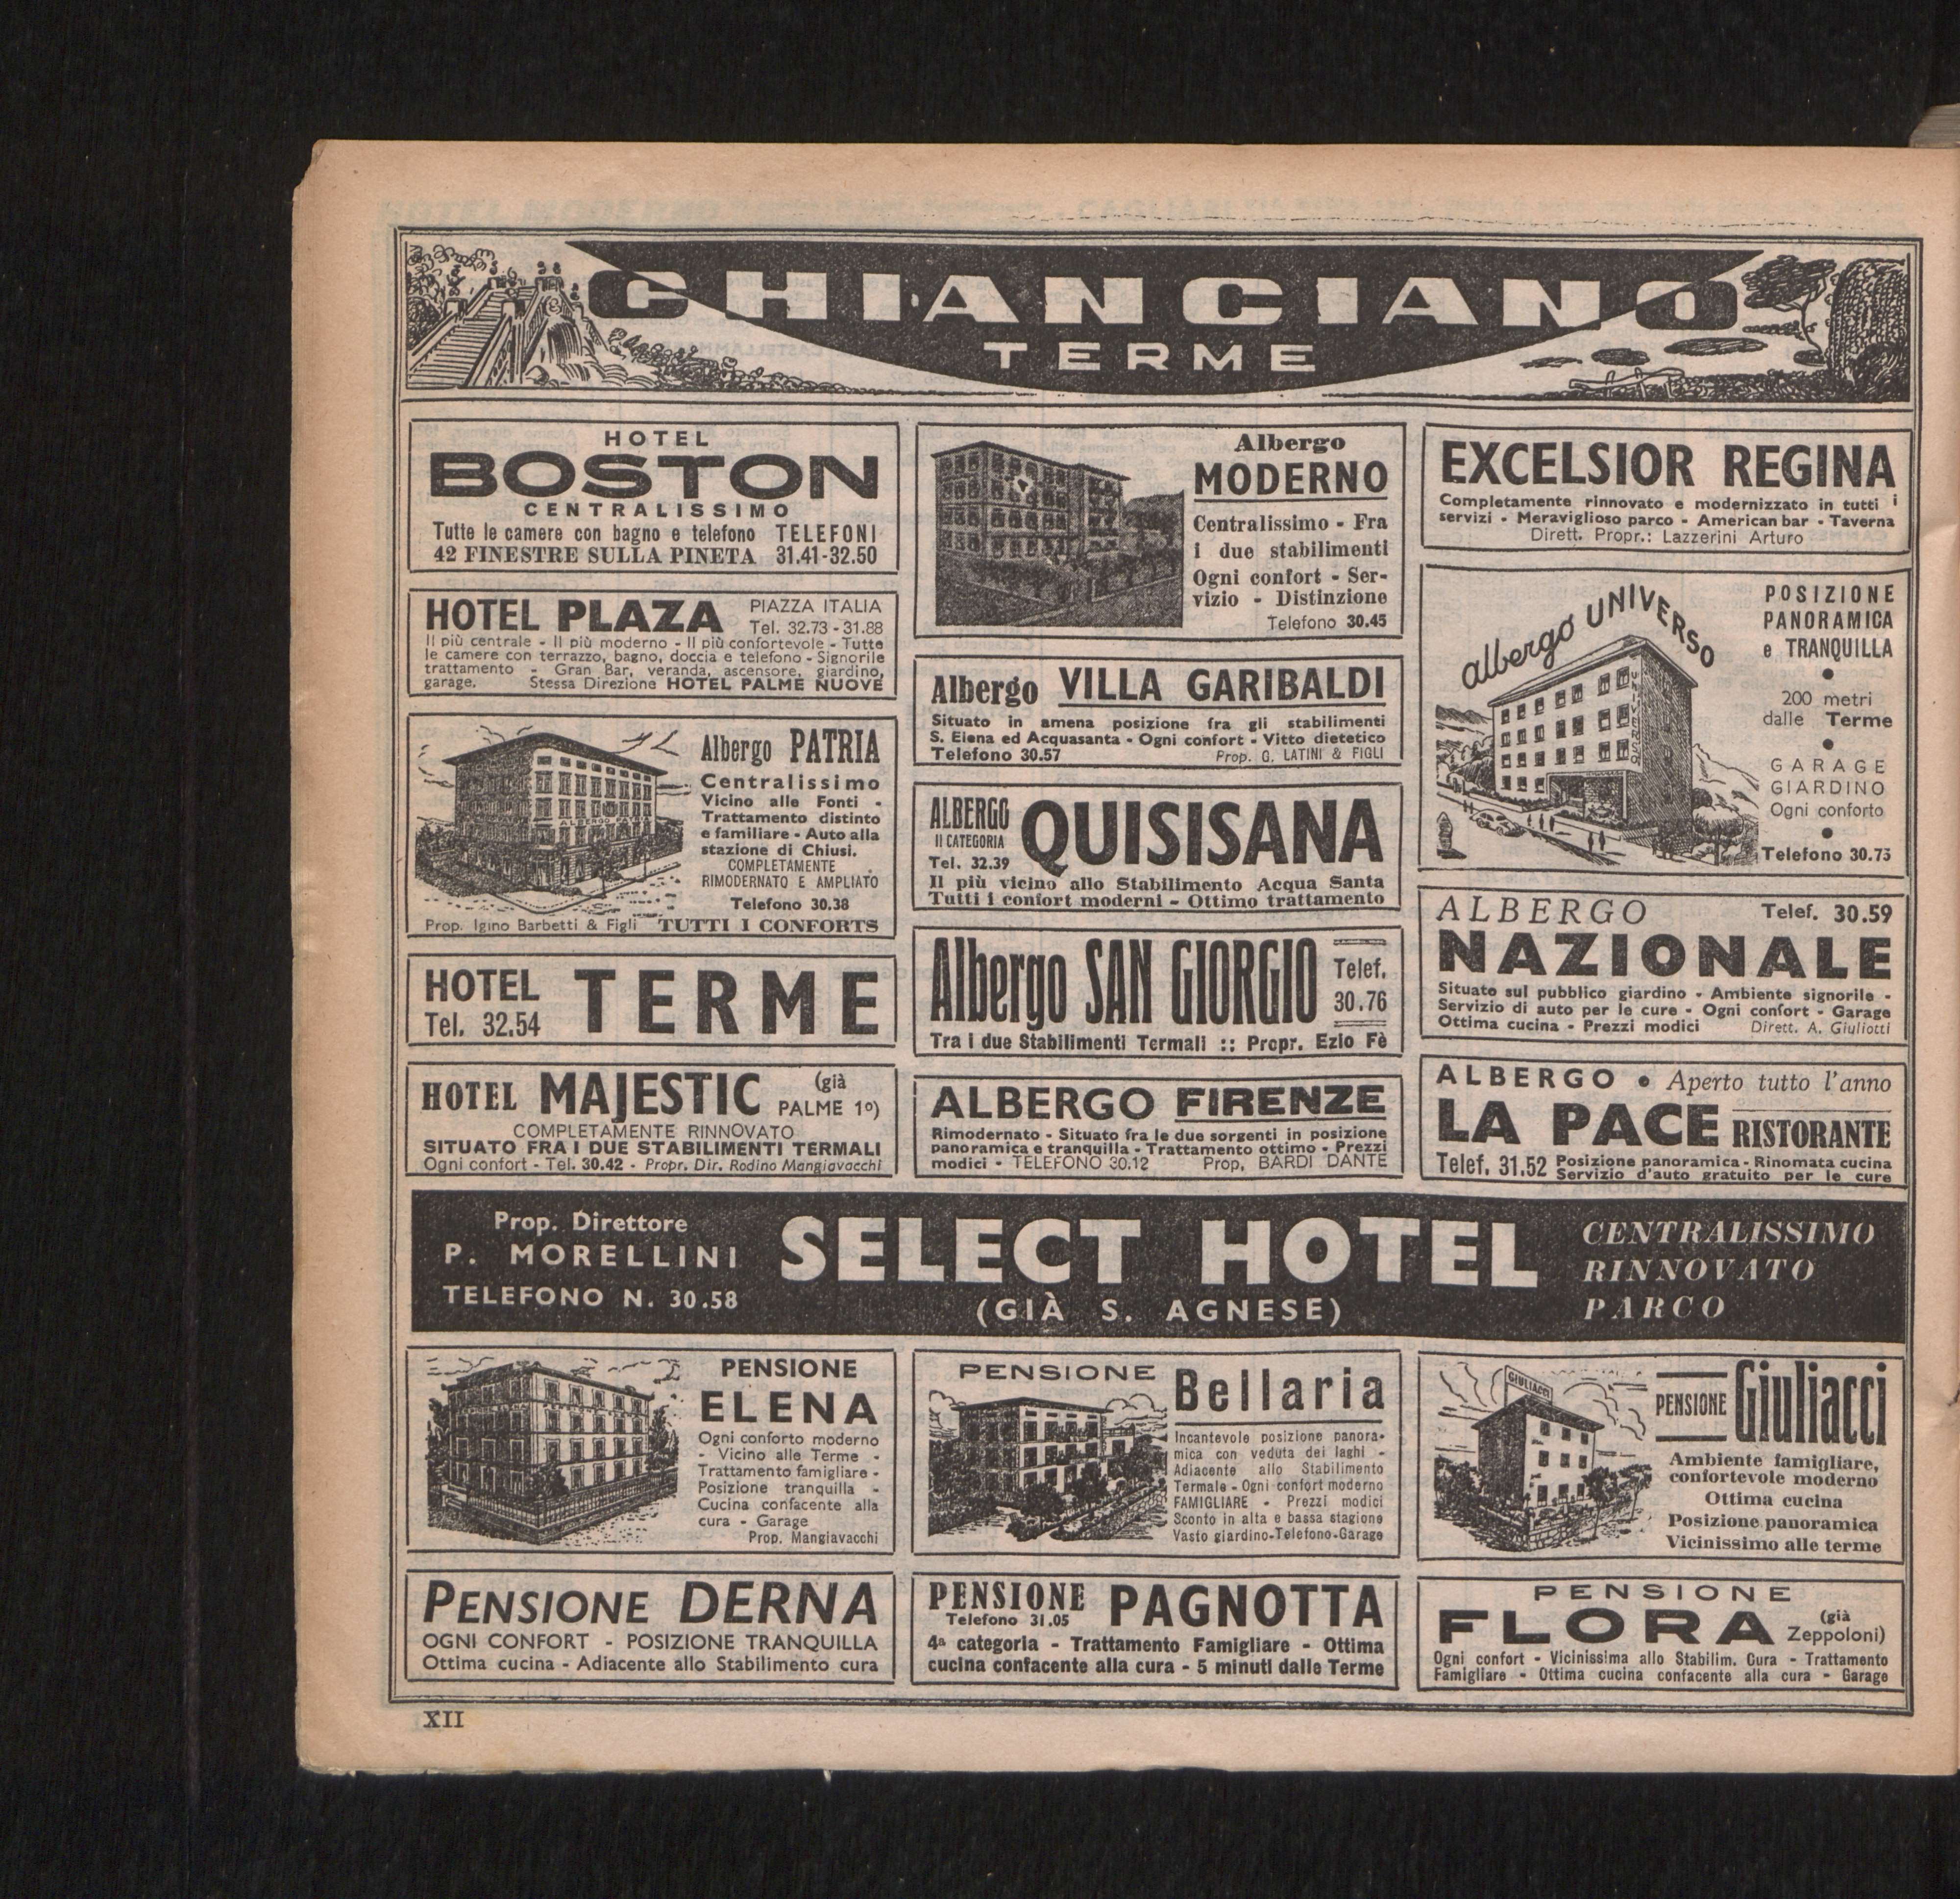 CHIANCIANO
TERME
HOTEL
BOSTON
CENTRALISSIMO
Tutte le camere con bagno e telefono TELEFONI
42 FINESTRE SULLA PINETA 31.41-32.50
HOTEL PLAZA PIAZZA ITALIA
Tel. 32.73 - 31.88
Il più centrale - Il più moderno - Il più confortevole - Tutte
le camere con terrazzo, bagno, doccia e telefono - Signorile
trattamento - Gran Bar, veranda, ascensore, giardino,
garage. Stessa Direzione HOTEL PALME NUOVE
Albergo PATRIA
Centralissimo
Vicino alle Fonti -
Trattamento distinto
e familiare - Auto alla
stazione di Chiusi.
COMPLETAMENTE
RIMODERNATO E AMPLIATO
Telefono 30.38
Prop. Igino Barbetti & Figli TUTTI I CONFORTS
ALBERGO PATRIA
HOTEL TERME
Tel. 32.54
HOTEL MAJESTIC (già
PALME 1º)
COMPLETAMENTE RINNOVATO
SITUATO FRA I DUE STABILIMENTI TERMALI
Ogni confort - Tel. 30.42 - Propr. Dir. Rodino Mangiavacchi
Albergo
MODERNO
Centralissimo - Fra
i due stabilimenti
Ogni confort - Ser-
vizio - Distinzione
Telefono 30.45
Albergo VILLA GARIBALDI
Situato in amena posizione fra gli stabilimenti
S. Elena ed Acquasanta - Ogni confort - Vitto dietetico
Telefono 30.57 Prop. G. LATINI & FIGLI
ALBERGO QUISISANA
II CATEGORIA
Tel. 32.39
Il più vicino allo Stabilimento Acqua Santa
Tutti i confort moderni - Ottimo trattamento
Albergo SAN GIORGIO Telef.
30.76
Tra i due Stabilimenti Termali :: Propr. Ezio Fè
ALBERGO FIRENZE
Rimodernato - Situato fra le due sorgenti in posizione
panoramica e tranquilla - Trattamento ottimo - Prezzi
modici - TELEFONO 30.12 Prop, BARDI DANTE
EXCELSIOR REGINA
Completamente rinnovato e modernizzato in tutti i
servizi - Meraviglioso parco - American bar - Taverna
Dirett. Propr.: Lazzerini Arturo
albergo UNIVERSO
UNIVERSO
POSIZIONE
PANORAMICA
e TRANQUILLA
200 metri
dalle Terme
GARAGE
GIARDINO
Ogni conforto
Telefono 30.73
ALBERGO Telef. 30.59
NAZIONALE
Situato sul pubblico giardino - Ambiente signorile -
Servizio di auto per le cure - Ogni confort - Garage
Ottima cucina - Prezzi modici Dirett. A. Giuliotti
ALBERGO • Aperto tutto l'anno
LA PACE RISTORANTE
Telef. 31.52 Posizione panoramica - Rinomata cucina
Servizio d'auto gratuito per le cure
Prop. Direttore
P. MORELLINI
TELEFONO N. 30.58
SELECT HOTEL
(GIÀ S. AGNESE)
CENTRALISSIMO
RINNOVATO
PARCO
PENSIONE
ELENA
Ogni conforto moderno
- Vicino alle Terme -
Trattamento famigliare -
Posizione tranquilla -
Cucina confacente alla
cura - Garage
Prop. Mangiavacchi
PENSIONE Bellaria
Incantevole posizione panora-
mica con veduta dei laghi -
Adiacente allo Stabilimento
Termale - Ogni confort moderno
FAMIGLIARE - Prezzi modici
Sconto in alta e bassa stagione
Vasto giardino-Telefono-Garage
GIULIACCI
PENSIONE Giuliacci
Ambiente famigliare,
confortevole moderno
Ottima cucina
Posizione panoramica
Vicinissimo alle terme
PENSIONE DERNA
OGNI CONFORT - POSIZIONE TRANQUILLA
Ottima cucina - Adiacente allo Stabilimento cura
PENSIONE PAGNOTTA
Telefono 31.05
4ª categoria - Trattamento Famigliare - Ottima
cucina confacente alla cura - 5 minuti dalle Terme
PENSIONE
FLORA (già
Zeppoloni)
Ogni confort - Vicinissima allo Stabilim. Cura - Trattamento
Famigliare - Ottima cucina confacente alla cura - Garage
XII